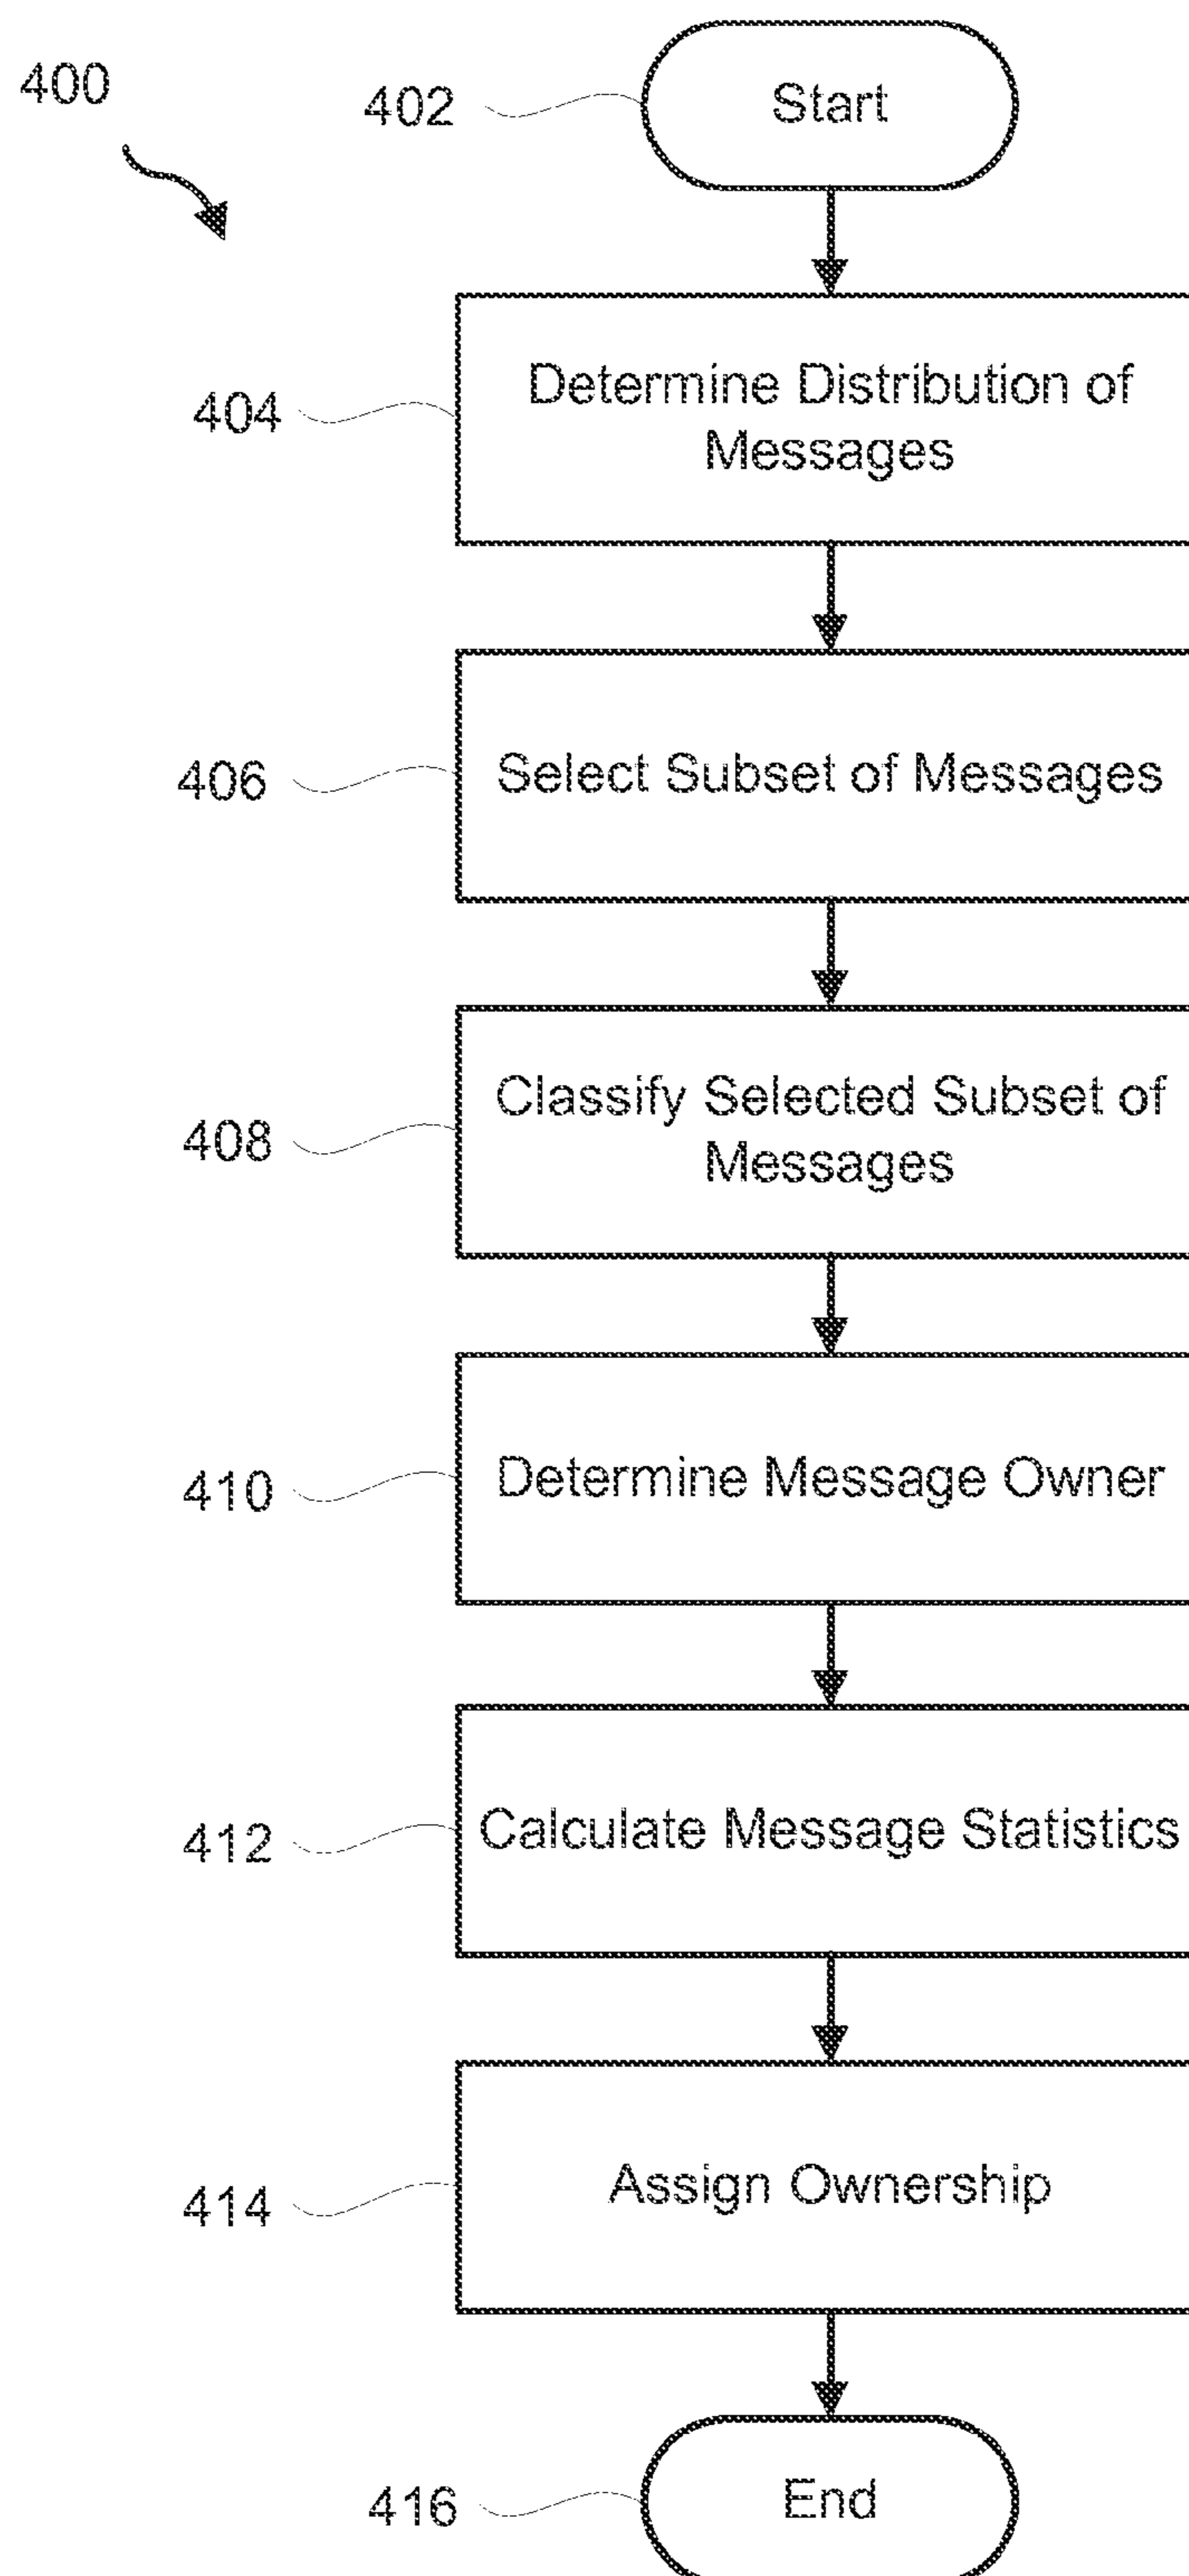 400
402
Start
404
Determine Distribution of
Messages
406
Select Subset of Messages
408
Classify Selected Subset of
Messages
410
Determine Message Owner
412
Calculate Message Statistics
414
Assign Ownership
416
End